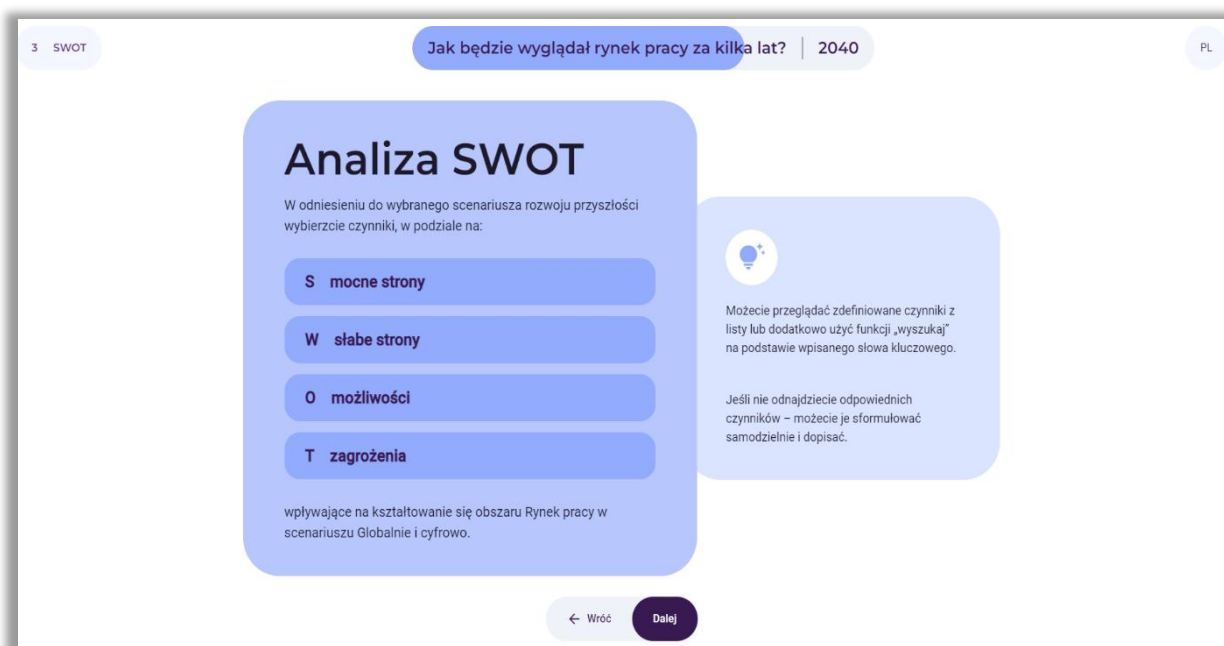 3 SWOT
Jak będzie wyglądał rynek pracy za kilka lat? | 2040
PL
Analiza SWOT
W odniesieniu do wybranego scenariusza rozwoju przyszłości
wybierzcie czynniki, w podziale na:
S mocne strony
W słabe strony
O możliwości
T zagrożenia
wpływające na kształtowanie się obszaru Rynek pracy w
scenariuszu Globalnie i cyfrowo.
Możecie przeglądać zdefiniowane czynniki z
listy lub dodatkowo użyć funkcji „wyszukaj”
na podstawie wpisanego słowa kluczowego.
Jeśli nie odnajdziecie odpowiednich
czynników – możecie je sformułować
samodzielnie i dopisać.
← Wróć
Dalej